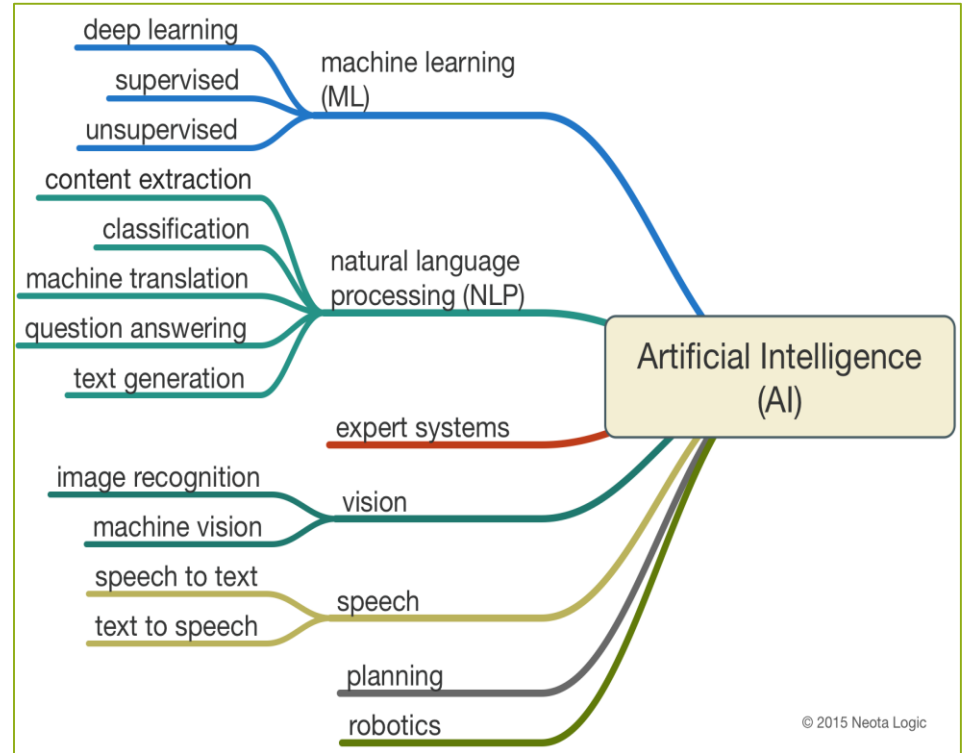 deep learning
supervised
unsupervised
machine learning
(ML)
content extraction
classification
machine translation
question answering
text generation
natural language
processing (NLP)
Artificial Intelligence
(AI)
expert systems
image recognition
machine vision
vision
speech to text
text to speech
speech
planning
robotics
© 2015 Neota Logic